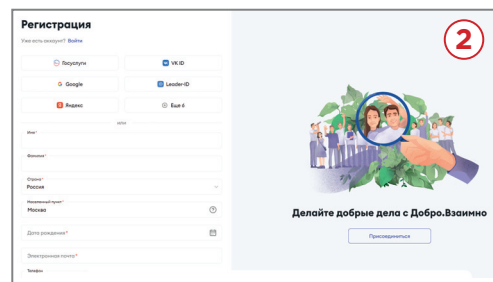 Регистрация
Уже есть аккаунт? Войти
Госуслуги
VK ID
Google
Leader-ID
Яндекс
Еще 6
или
Имя*
Фамилия*
Страна*
Россия
Населенный пункт*
Москва
Дата рождения*
Электронная почта*
Телефон
2
Делайте добрые дела с Добро.Взаимно
Присоединиться